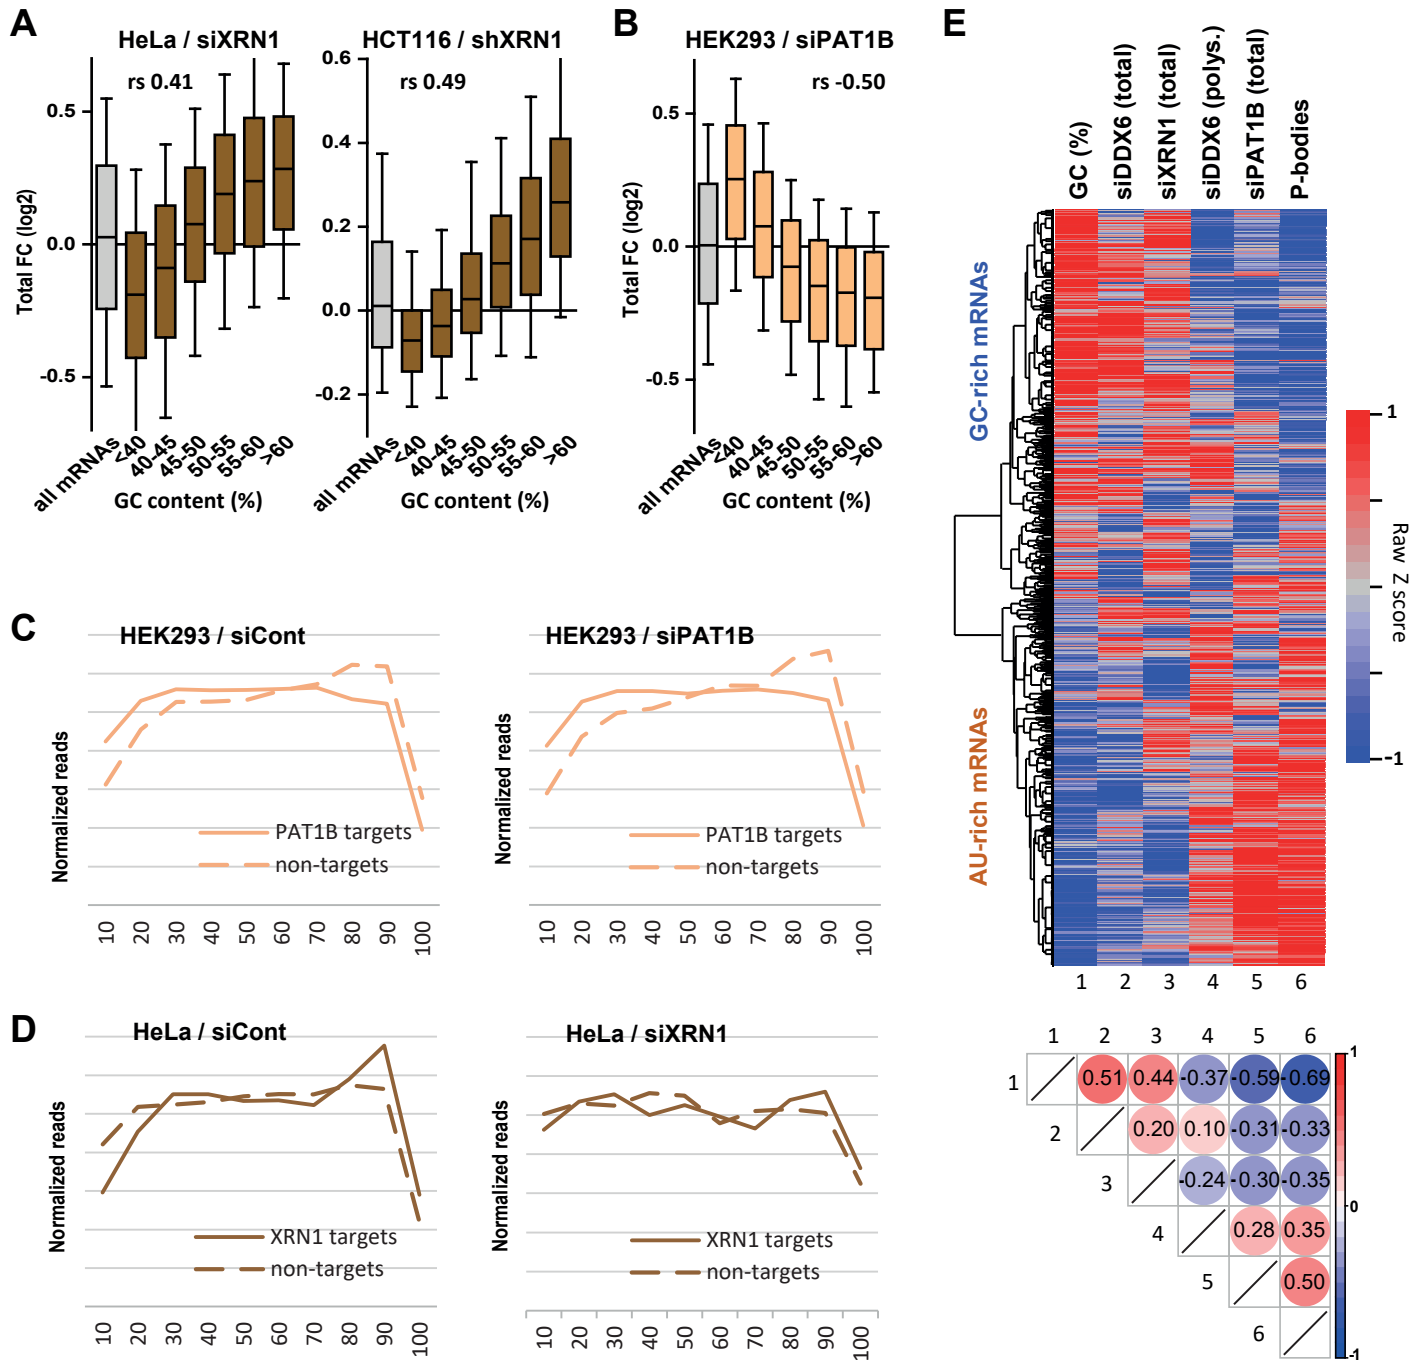 A
HeLa / siXRN1
rs 0.41
Total FC (log2)
0.5
0.0
-0.5
all mRNAs
<40
40-45
45-50
50-55
55-60
>60
GC content (%)
HCT116 / shXRN1
rs 0.49
0.6
0.4
0.2
0.0
-0.2
all mRNAs
<40
40-45
45-50
50-55
55-60
>60
GC content (%)
B
HEK293 / siPAT1B
rs -0.50
Total FC (log2)
0.5
0.0
-0.5
all mRNAs
<40
40-45
45-50
50-55
55-60
>60
GC content (%)
C
HEK293 / siCont
Normalized reads
PAT1B targets
non-targets
10
20
30
40
50
60
70
80
90
100
HEK293 / siPAT1B
Normalized reads
PAT1B targets
non-targets
10
20
30
40
50
60
70
80
90
100
D
HeLa / siCont
Normalized reads
XRN1 targets
non-targets
10
20
30
40
50
60
70
80
90
100
HeLa / siXRN1
Normalized reads
XRN1 targets
non-targets
10
20
30
40
50
60
70
80
90
100
E
GC (%)
siDDX6 (total)
siXRN1 (total)
siDDX6 (polys.)
siPAT1B (total)
P-bodies
GC-rich mRNAs
AU-rich mRNAs
1
Raw Z score
-1
1 2 3 4 5 6
1 2 3 4 5 6
1 0.51 0.44 -0.37 -0.59 -0.69
2 0.20 0.10 -0.31 -0.33
3 -0.24 -0.30 -0.35
4 0.28 0.35
5 0.50
6
1
0
-1